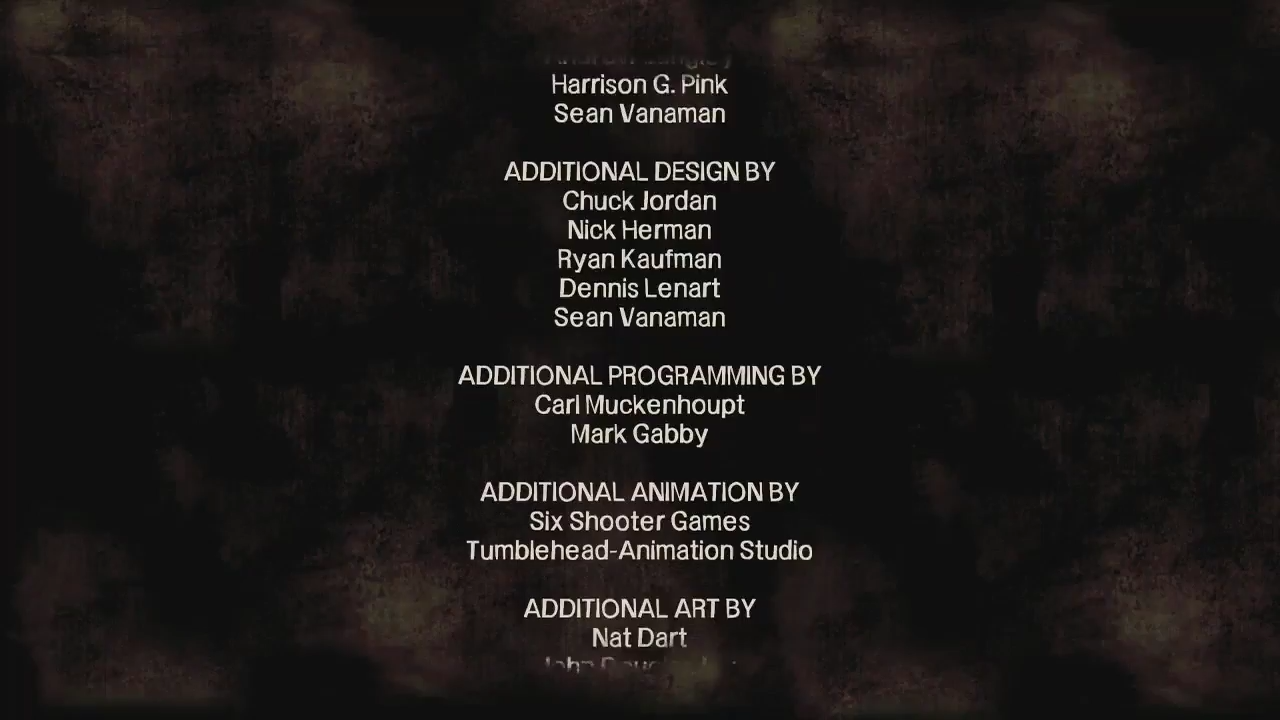 Harrison G. Pink
Sean Vanaman
ADDITIONAL DESIGN BY
Chuck Jordan
Nick Herman
Ryan Kaufman
Dennis Lenart
Sean Vanaman
ADDITIONAL PROGRAMMING BY
Carl Muckenhoupt
Mark Gabby
ADDITIONAL ANIMATION BY
Six Shooter Games
Tumblehead-Animation Studio
ADDITIONAL ART BY
Nat Dart
John